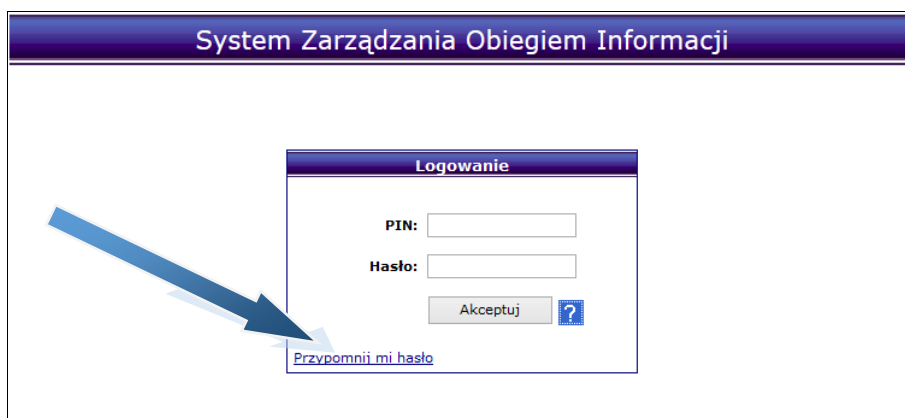 System Zarządzania Obiegiem Informacji
Logowanie
PIN:
Hasło:
Akceptuj
?
Przypomnij mi hasło